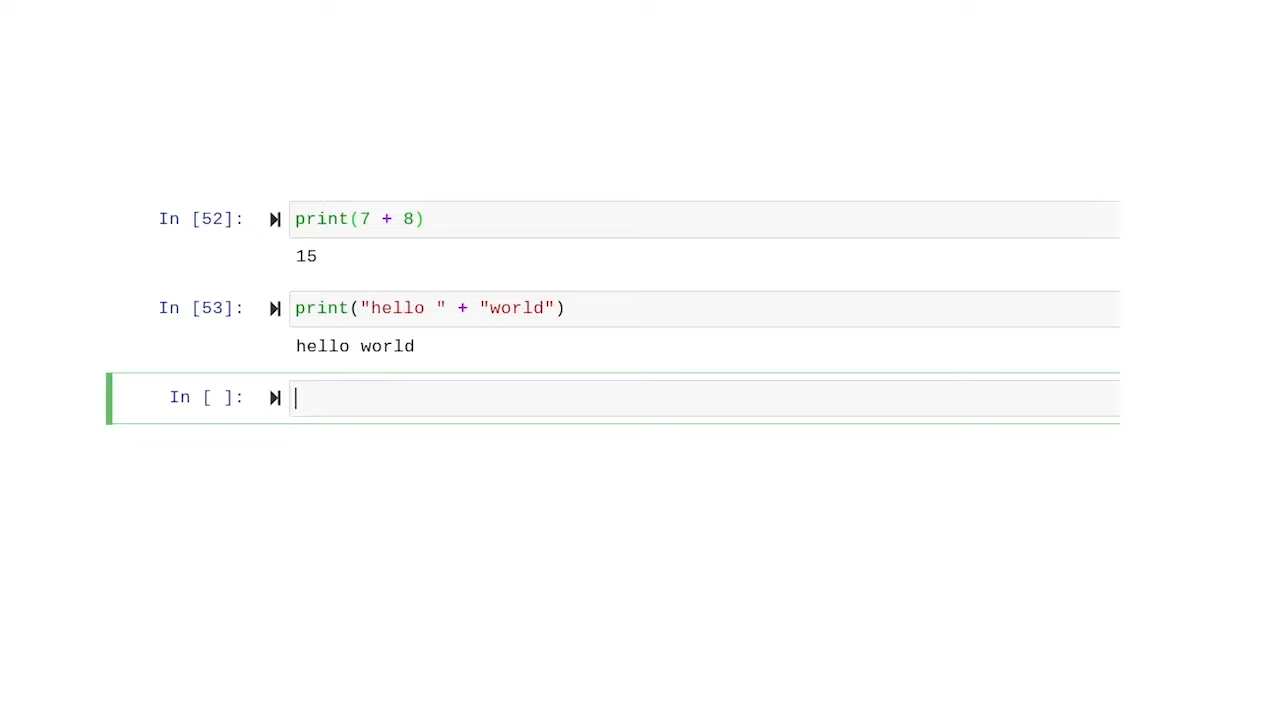 In [52]: print(7 + 8)
15
In [53]: print("hello " + "world")
hello world
In [ ]: